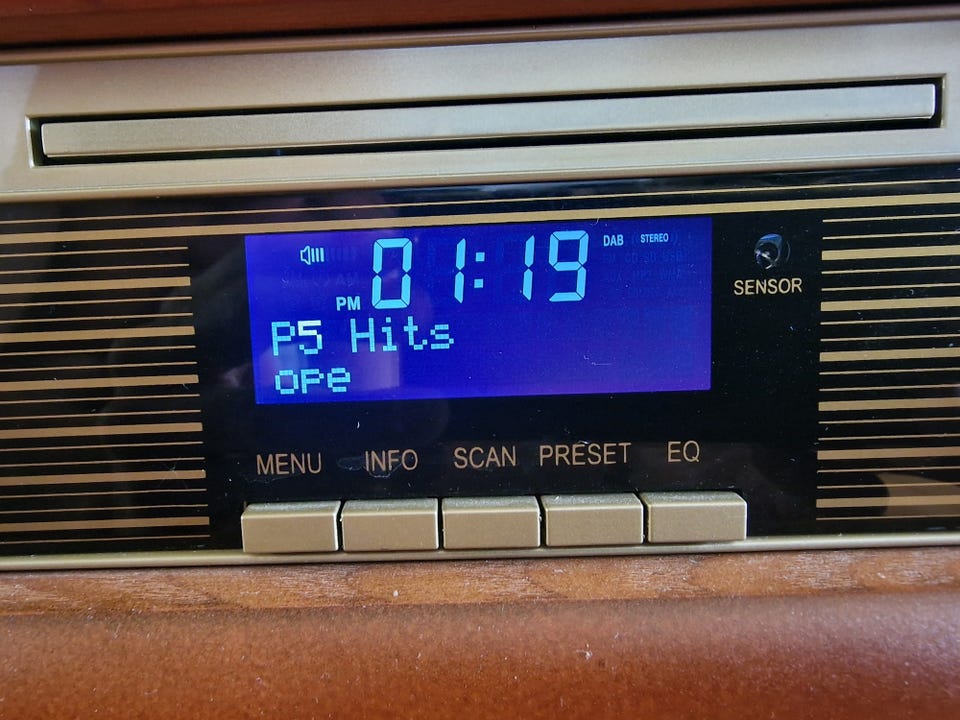 PM 01:19 DAB STEREO
P5 Hits
ope
SENSOR
MENU INFO SCAN PRESET EQ